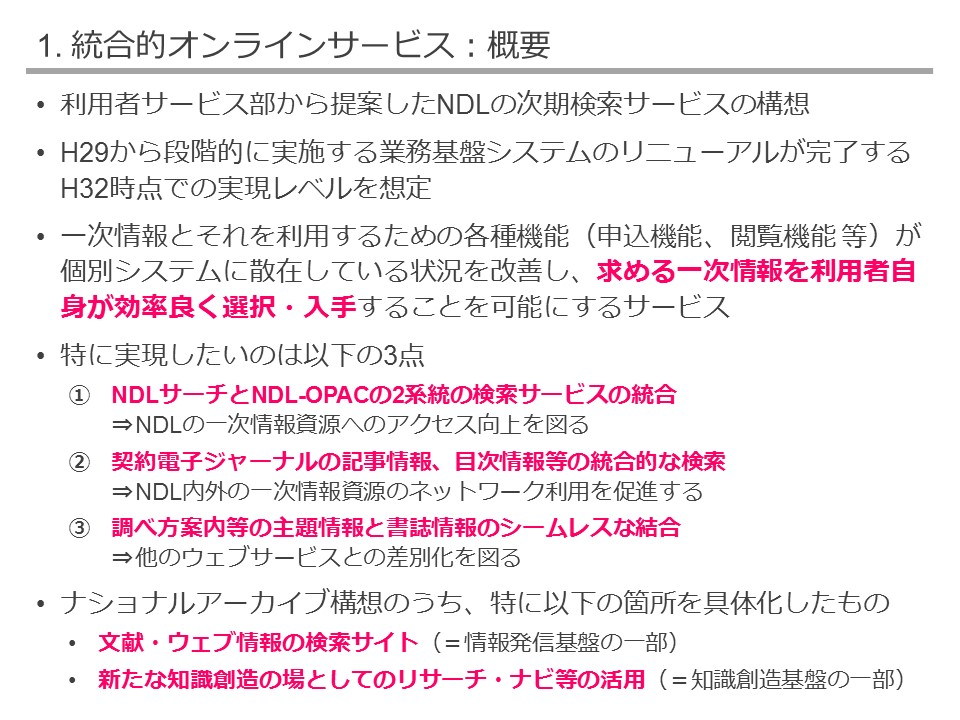 1. 統合的オンラインサービス：概要
• 利用者サービス部から提案したNDLの次期検索サービスの構想
• H29から段階的に実施する業務基盤システムのリニューアルが完了する
H32時点での実現レベルを想定
• 一次情報とそれを利用するための各種機能（申込機能、閲覧機能 等）が
個別システムに散在している状況を改善し、求める一次情報を利用者自
身が効率良く選択・入手することを可能にするサービス
• 特に実現したいのは以下の3点
① NDLサーチとNDL-OPACの2系統の検索サービスの統合
⇒NDLの一次情報資源へのアクセス向上を図る
② 契約電子ジャーナルの記事情報、目次情報等の統合的な検索
⇒NDL内外の一次情報資源のネットワーク利用を促進する
③ 調べ方案内等の主題情報と書誌情報のシームレスな結合
⇒他のウェブサービスとの差別化を図る
• ナショナルアーカイブ構想のうち、特に以下の箇所を具体化したもの
• 文献・ウェブ情報の検索サイト（＝情報発信基盤の一部）
• 新たな知識創造の場としてのリサーチ・ナビ等の活用（＝知識創造基盤の一部）